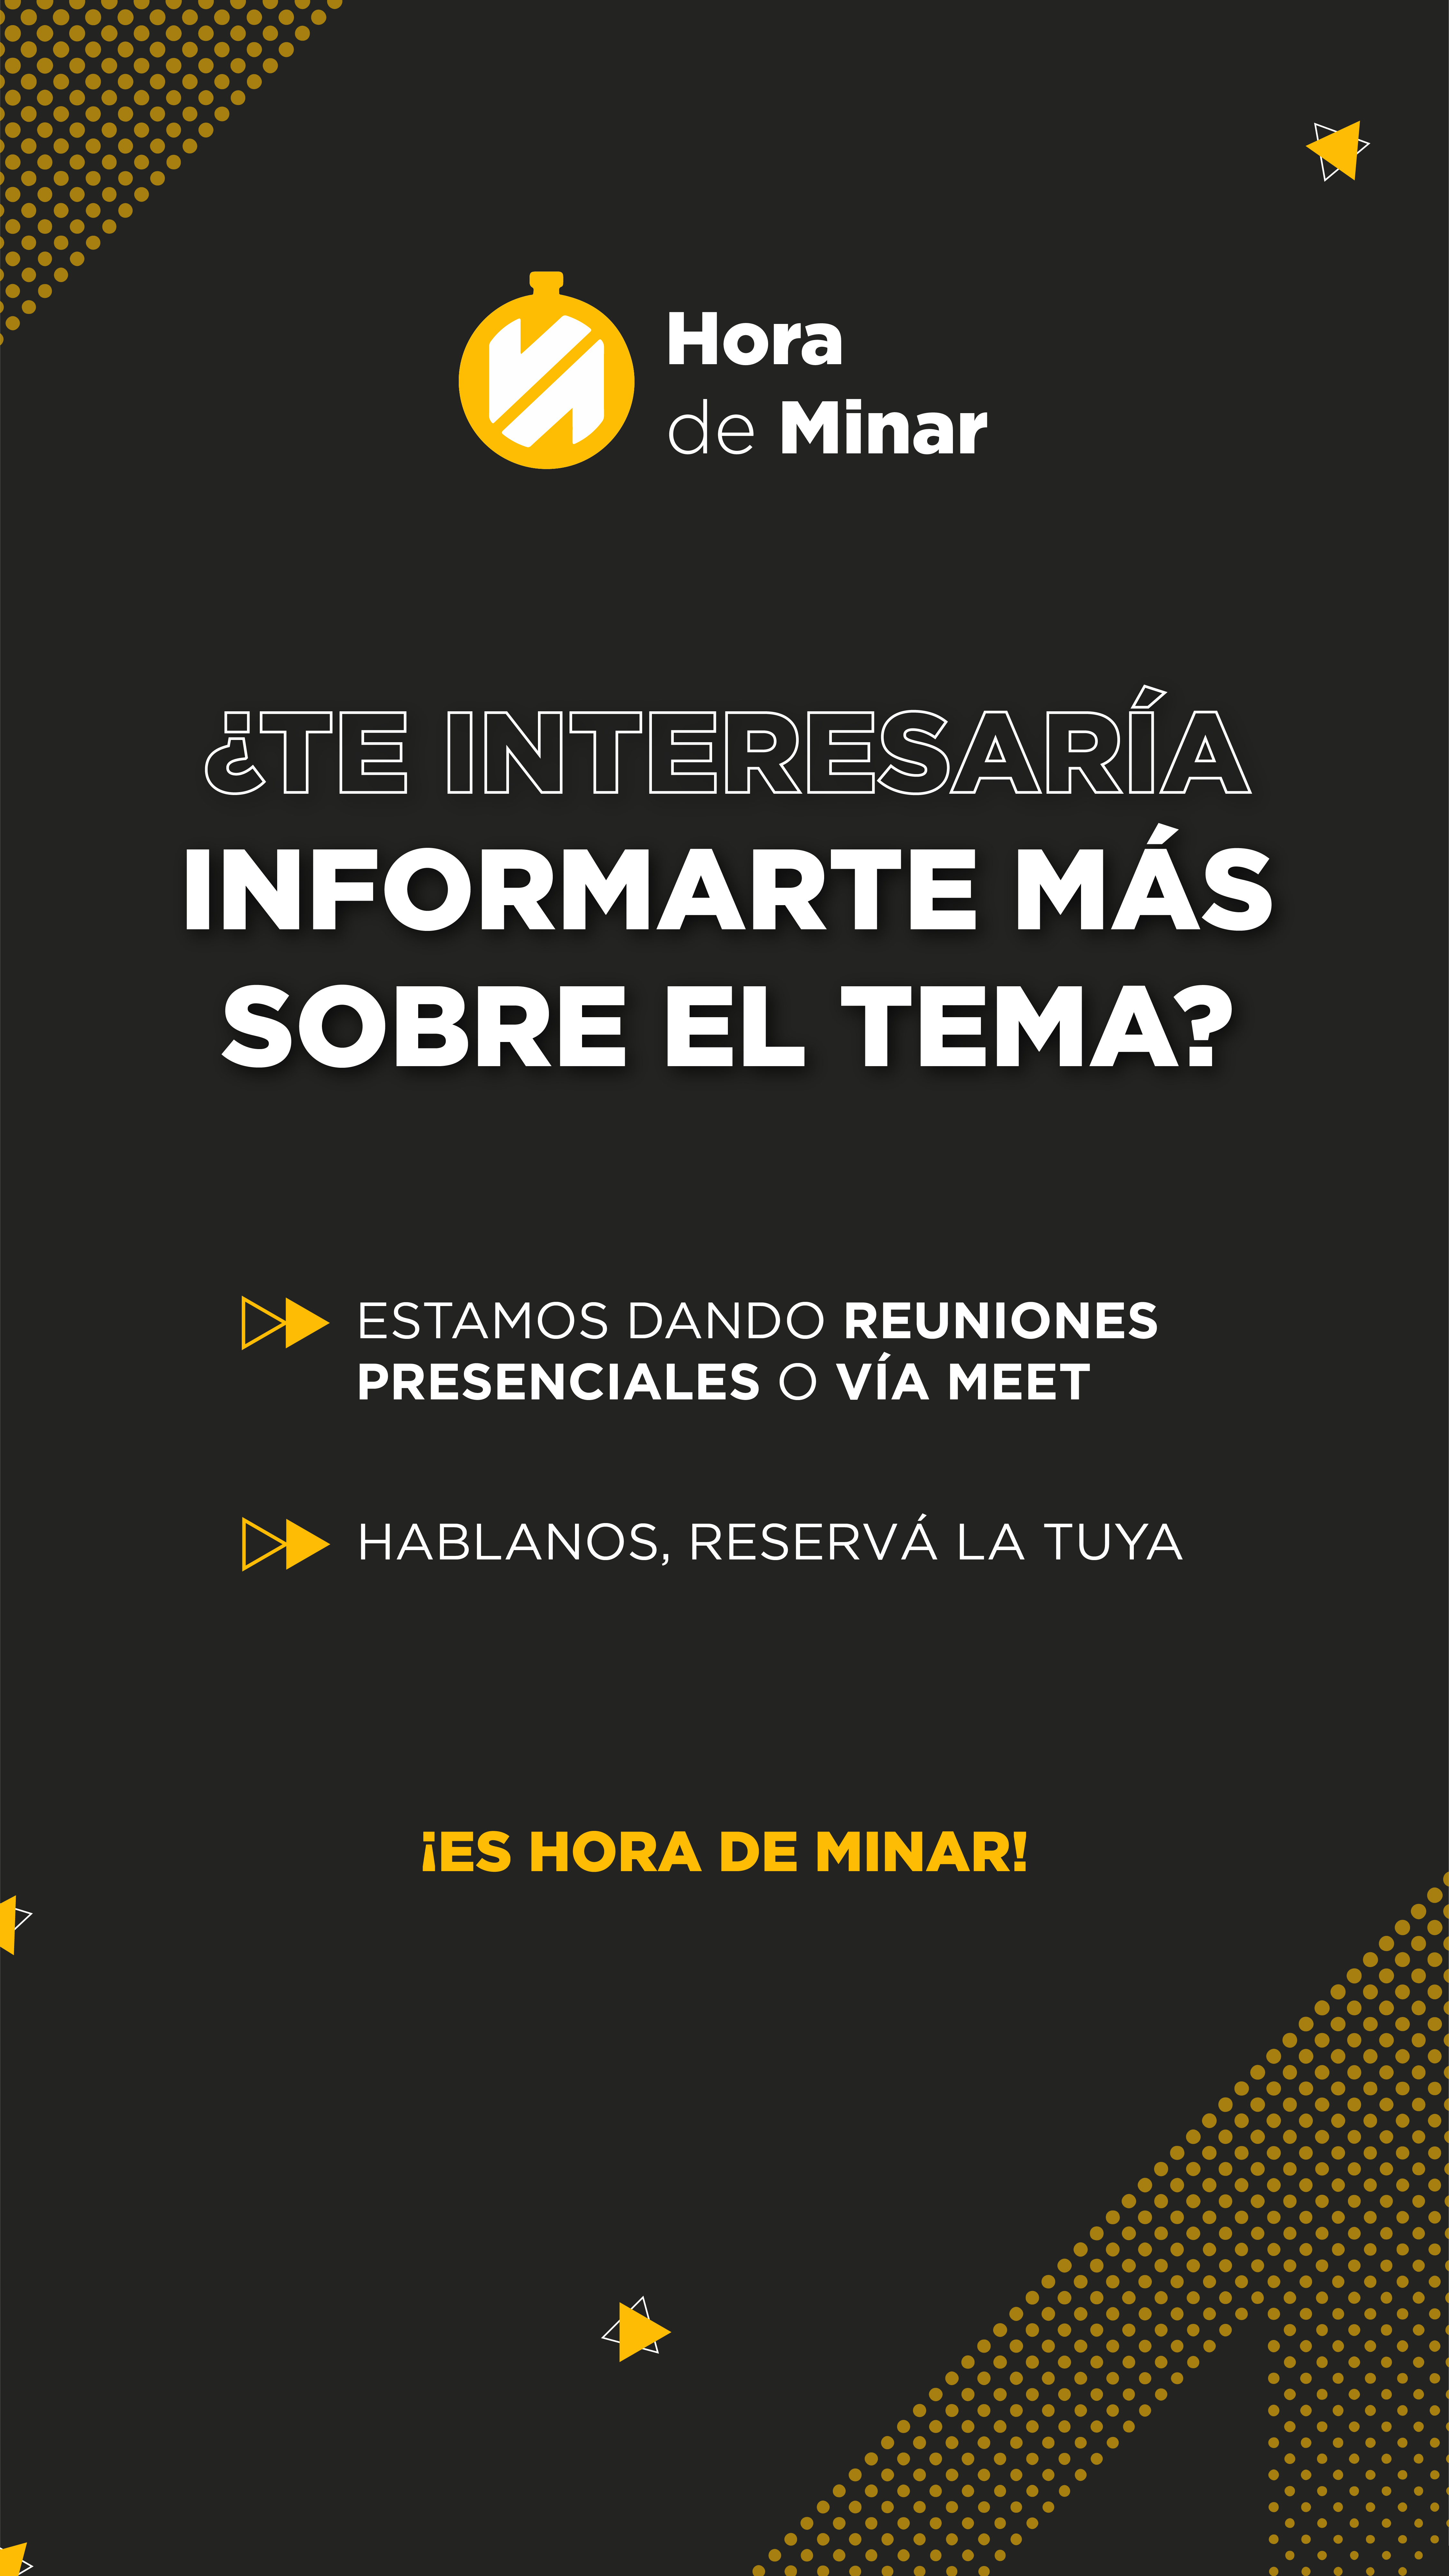 Hora
de Minar
¿TE INTERESARÍA
INFORMARTE MÁS
SOBRE EL TEMA?
ESTAMOS DANDO REUNIONES
PRESENCIALES O VÍA MEET
HABLANOS, RESERVÁ LA TUYA
¡ES HORA DE MINAR!